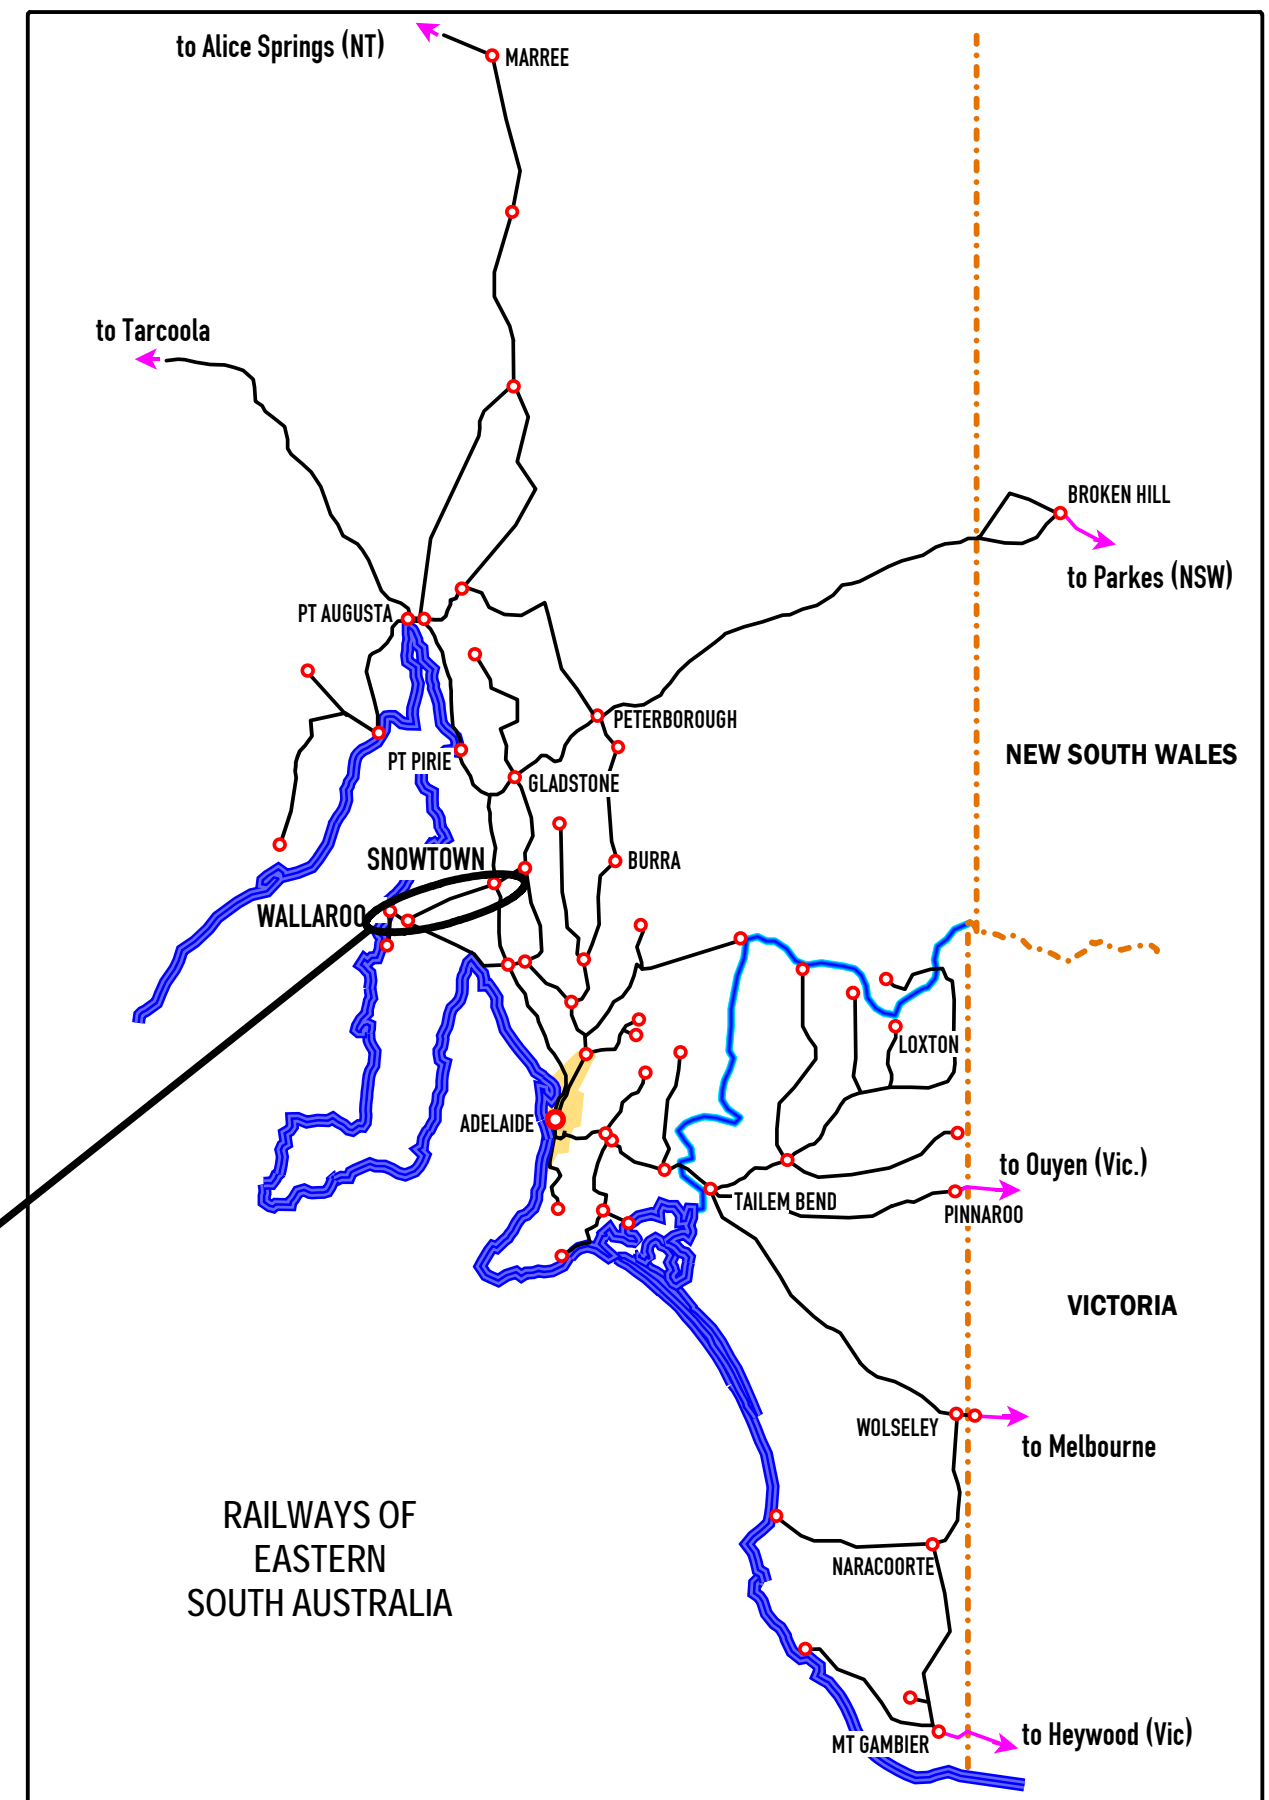 to Alice Springs (NT)
MARREE
to Tarcoola
BROKEN HILL
to Parkes (NSW)
PT AUGUSTA
PETERBOROUGH
NEW SOUTH WALES
PT PIRIE
GLADSTONE
SNOWTOWN
BURRA
WALLAROO
LOXTON
ADELAIDE
to Ouyen (Vic.)
TAILEM BEND
PINNAROO
VICTORIA
WOLSELEY
to Melbourne
RAILWAYS OF
EASTERN
SOUTH AUSTRALIA
NARACOORTE
to Heywood (Vic)
MT GAMBIER